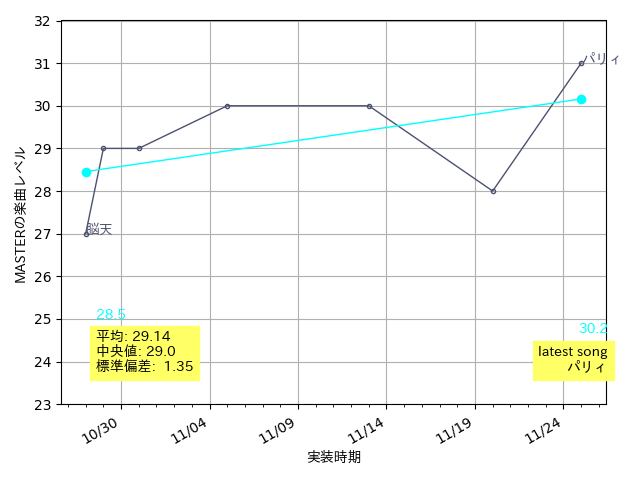 32
31
30
29
28
27
26
25
24
23
パリィ
脳天
28.5
平均: 29.14
中央値: 29.0
標準偏差: 1.35
30.2
latest song
パリィ
10/30
11/04
11/09
11/14
11/19
11/24
実装時期
MASTERの楽曲レベル